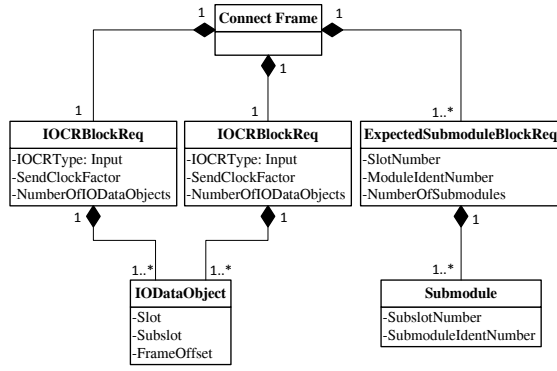 Connect Frame
1
1
1
1
1
1..*
IOCRBlockReq
-IOCRType: Input
-SendClockFactor
-NumberOfIODataObjects
IOCRBlockReq
-IOCRType: Input
-SendClockFactor
-NumberOfIODataObjects
ExpectedSubmoduleBlockReq
-SlotNumber
-ModuleIdentNumber
-NumberOfSubmodules
1
1
1
1..*
1..*
1..*
IODataObject
-Slot
-Subslot
-FrameOffset
Submodule
-SubslotNumber
-SubmoduleIdentNumber